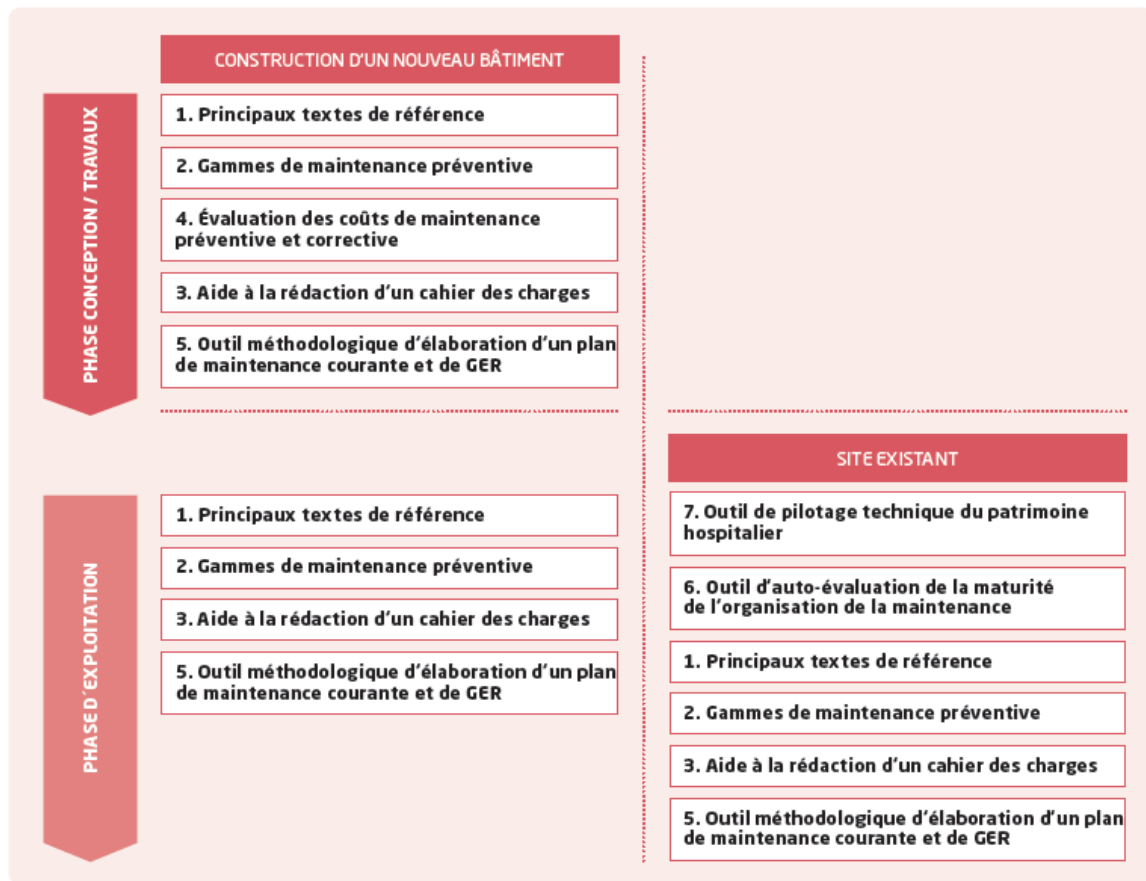 CONSTRUCTION D'UN NOUVEAU BÂTIMENT
PHASE CONCEPTION / TRAVAUX
1. Principaux textes de référence
2. Gammes de maintenance préventive
4. Évaluation des coûts de maintenance
préventive et corrective
3. Aide à la rédaction d'un cahier des charges
5. Outil méthodologique d'élaboration d'un plan
de maintenance courante et de GER
PHASE D'EXPLOITATION
1. Principaux textes de référence
2. Gammes de maintenance préventive
3. Aide à la rédaction d'un cahier des charges
5. Outil méthodologique d'élaboration d'un plan
de maintenance courante et de GER
SITE EXISTANT
7. Outil de pilotage technique du patrimoine
hospitalier
6. Outil d'auto-évaluation de la maturité
de l'organisation de la maintenance
1. Principaux textes de référence
2. Gammes de maintenance préventive
3. Aide à la rédaction d'un cahier des charges
5. Outil méthodologique d'élaboration d'un plan
de maintenance courante et de GER